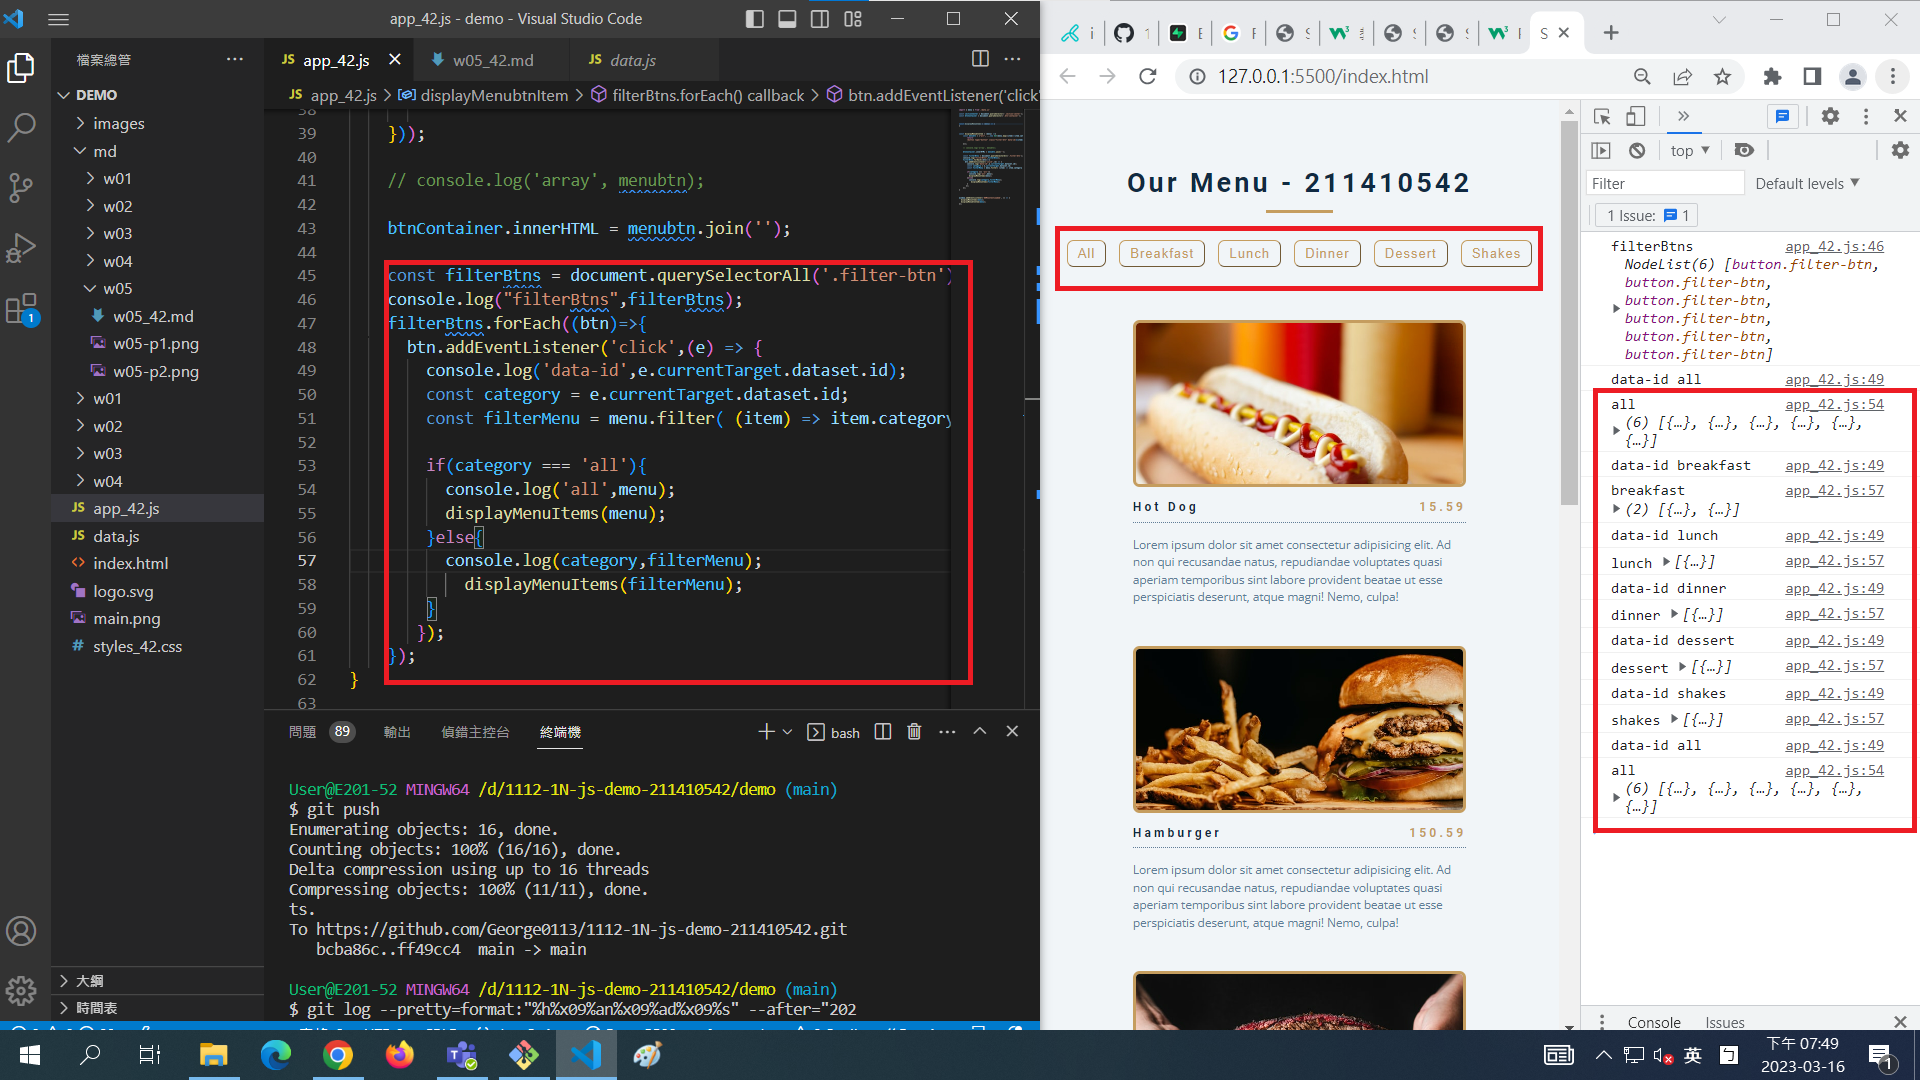 app_42.js - demo - Visual Studio Code
檔案總管
DEMO
images
md
w01
w02
w03
w04
w05
w05_42.md
w05-p1.png
w05-p2.png
w01
w02
w03
w04
JS app_42.js
JS data.js
<> index.html
logo.svg
main.png
# styles_42.css
大綱
時間表
1
JS app_42.js
w05_42.md
JS data.js
JS app_42.js > displayMenubtnItem > filterBtns.forEach() callback > btn.addEventListener('click'
38
39 }));
40
41 // console.log('array', menubtn);
42
43 btnContainer.innerHTML = menubtn.join('');
44
45 const filterBtns = document.querySelectorAll('.filter-btn')
46 console.log("filterBtns",filterBtns);
47 filterBtns.forEach((btn)=>{
48 btn.addEventListener('click',(e) => {
49 console.log('data-id',e.currentTarget.dataset.id);
50 const category = e.currentTarget.dataset.id;
51 const filterMenu = menu.filter( (item) => item.category
52
53 if(category === 'all'){
54 console.log('all',menu);
55 displayMenuItems(menu);
56 }else{
57 console.log(category,filterMenu);
58 displayMenuItems(filterMenu);
59 }
60 });
61 });
62 }
63
問題 89 輸出 偵錯主控台 終端機
bash
User@E201-52 MINGW64 /d/1112-1N-js-demo-211410542/demo (main)
$ git push
Enumerating objects: 16, done.
Counting objects: 100% (16/16), done.
Delta compression using up to 16 threads
Compressing objects: 100% (11/11), done.
ts.
To https://github.com/George0113/1112-1N-js-demo-211410542.git
bcba86c..ff49cc4 main -> main
User@E201-52 MINGW64 /d/1112-1N-js-demo-211410542/demo (main)
$ git log --pretty=format:"%h%x09%an%x09%ad%x09%s" --after="202
127.0.0.1:5500/index.html
Our Menu - 211410542
All Breakfast Lunch Dinner Dessert Shakes
Hot Dog 15.59
Lorem ipsum dolor sit amet consectetur adipisicing elit. Ad
non qui recusandae natus, repudiandae voluptates quasi
aperiam temporibus sint labore provident beatae ut esse
perspiciatis deserunt, atque magni! Nemo, culpa!
Hamburger 150.59
Lorem ipsum dolor sit amet consectetur adipisicing elit. Ad
non qui recusandae natus, repudiandae voluptates quasi
aperiam temporibus sint labore provident beatae ut esse
perspiciatis deserunt, atque magni! Nemo, culpa!
top
Filter
Default levels
1 Issue: 1
filterBtns app_42.js:46
NodeList(6) [button.filter-btn,
button.filter-btn,
button.filter-btn,
button.filter-btn,
button.filter-btn,
button.filter-btn]
data-id all app_42.js:49
all app_42.js:54
(6) [{…}, {…}, {…}, {…}, {…},
{…}]
data-id breakfast app_42.js:49
breakfast app_42.js:57
(2) [{…}, {…}]
data-id lunch app_42.js:49
lunch [{…}] app_42.js:57
data-id dinner app_42.js:49
dinner [{…}] app_42.js:57
data-id dessert app_42.js:49
dessert [{…}] app_42.js:57
data-id shakes app_42.js:49
shakes [{…}] app_42.js:57
data-id all app_42.js:49
all app_42.js:54
(6) [{…}, {…}, {…}, {…}, {…},
{…}]
Console Issues
英
下午 07:49
2023-03-16
1